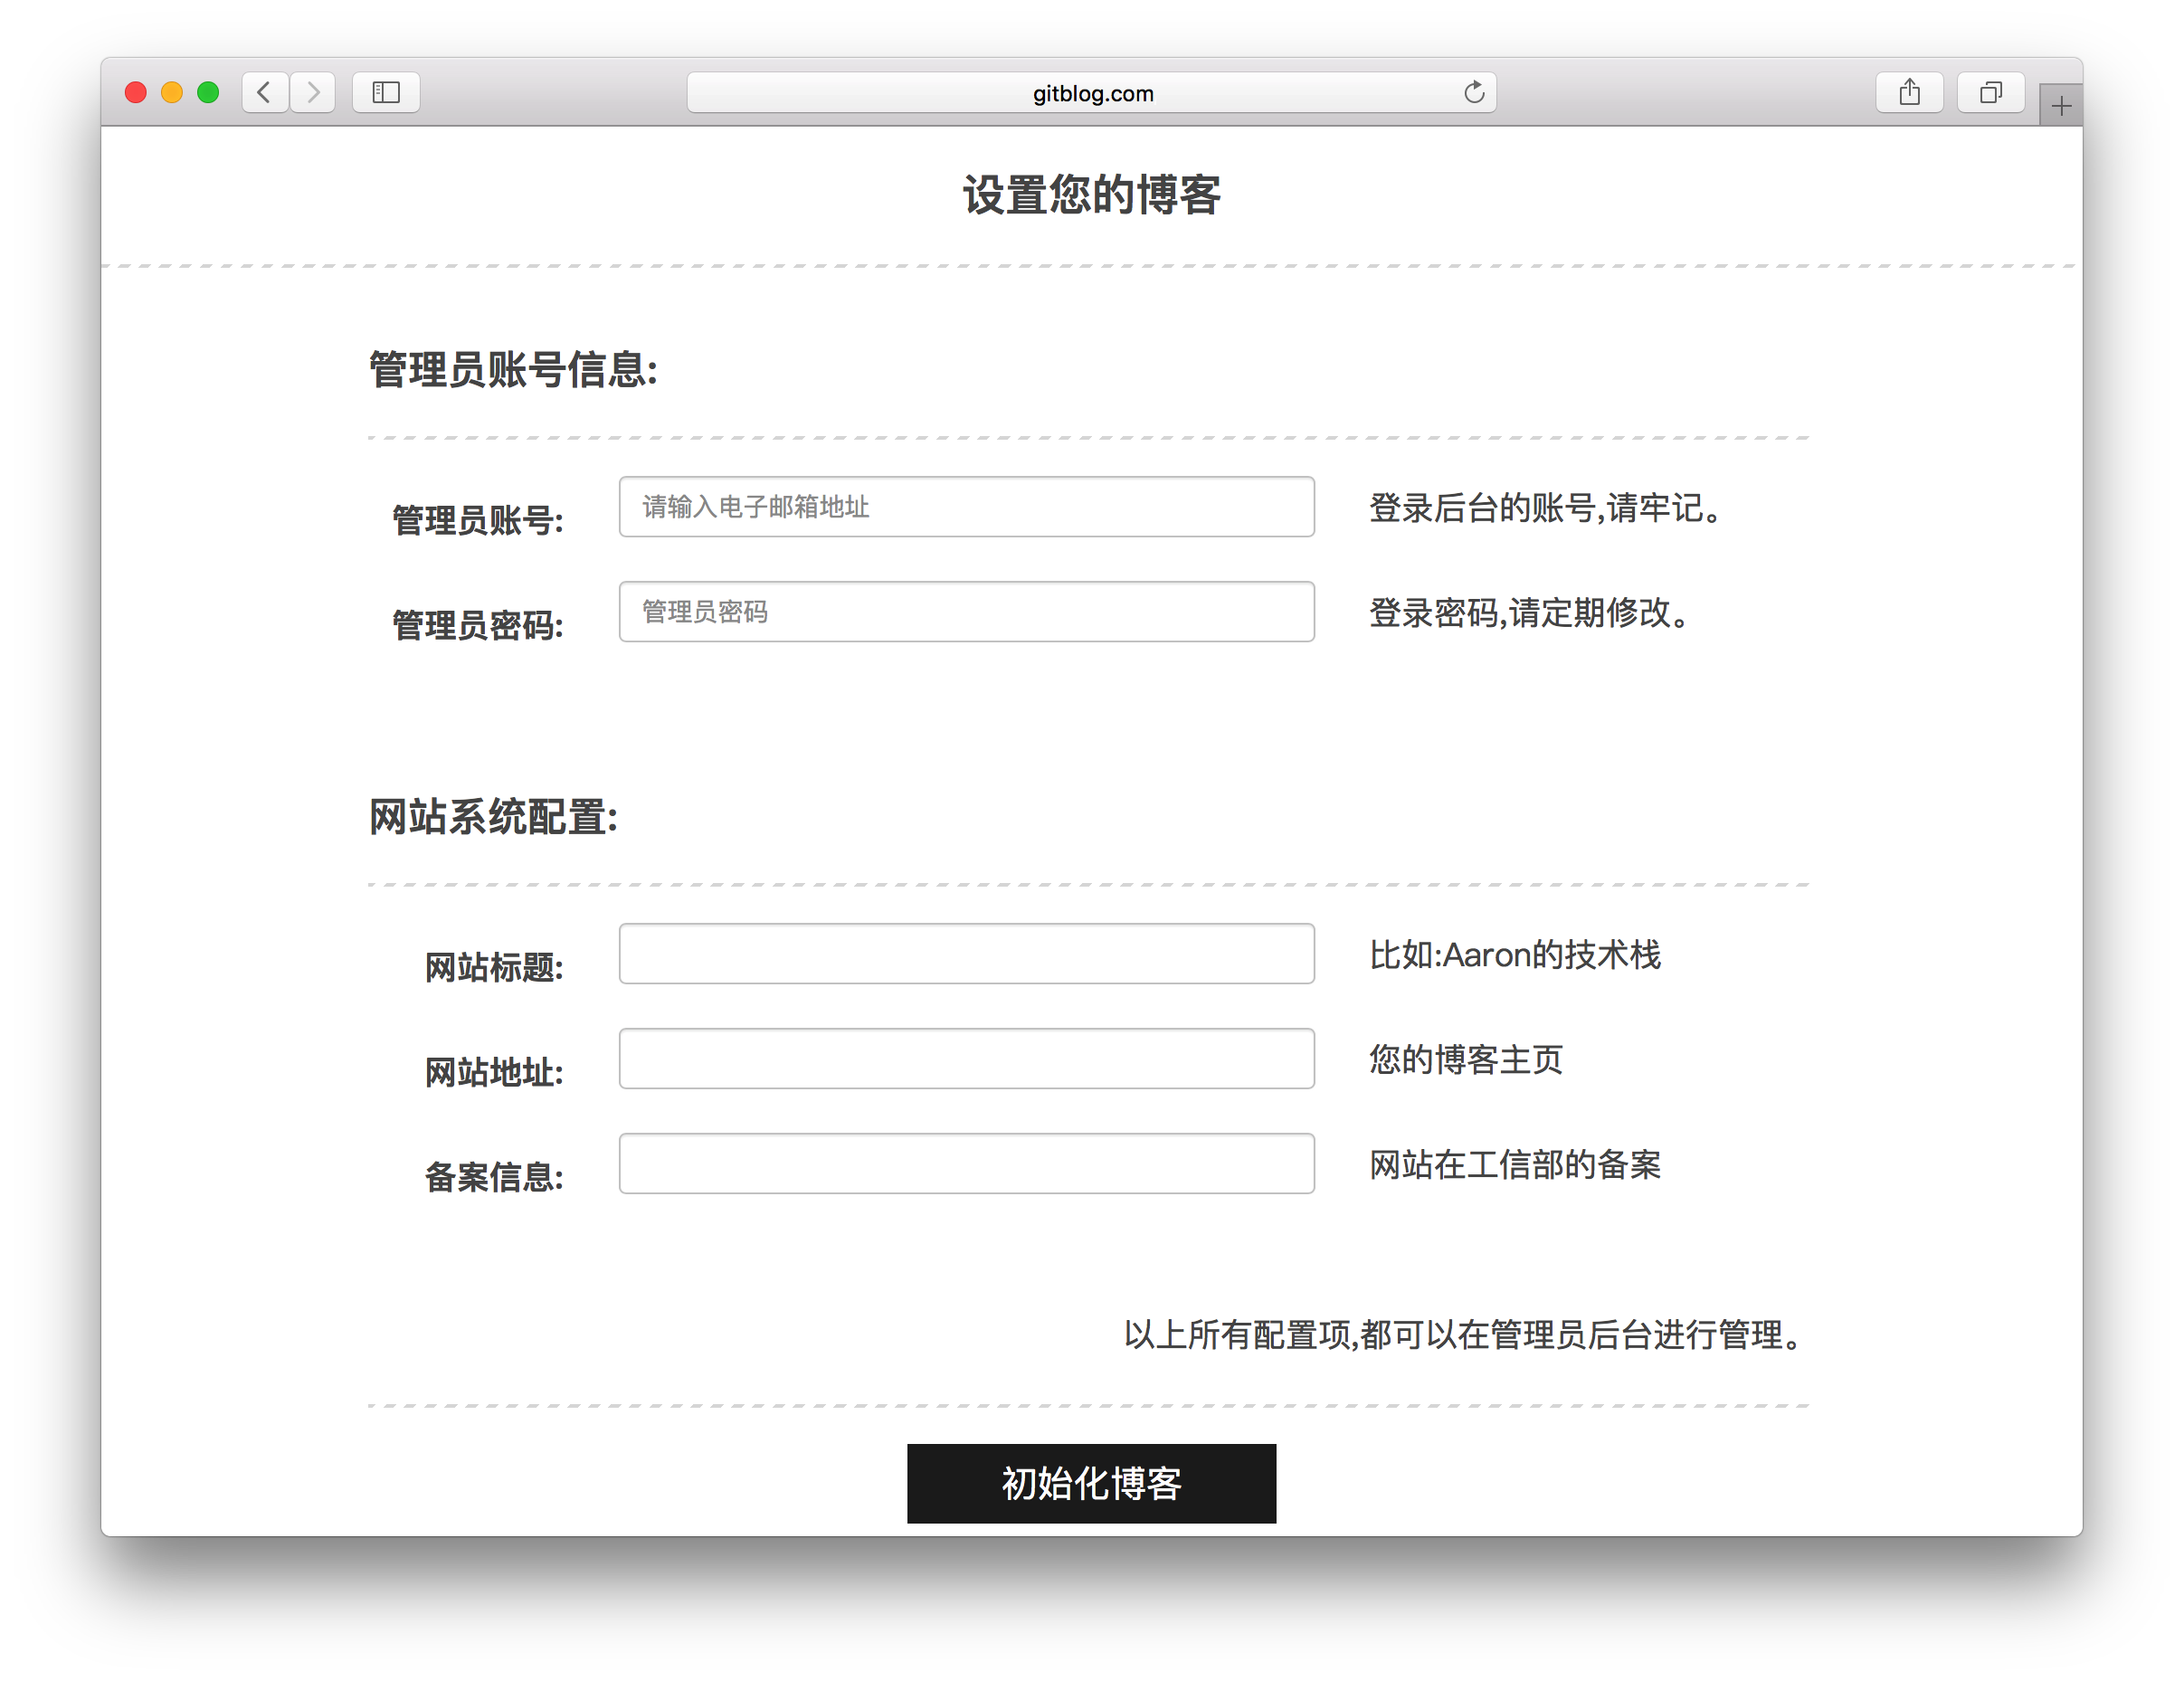 gitblog.com
设置您的博客
管理员账号信息:
管理员账号: 请输入电子邮箱地址 登录后台的账号,请牢记。
管理员密码: 管理员密码 登录密码,请定期修改。
网站系统配置:
网站标题: 比如:Aaron的技术栈
网站地址: 您的博客主页
备案信息: 网站在工信部的备案
以上所有配置项,都可以在管理员后台进行管理。
初始化博客